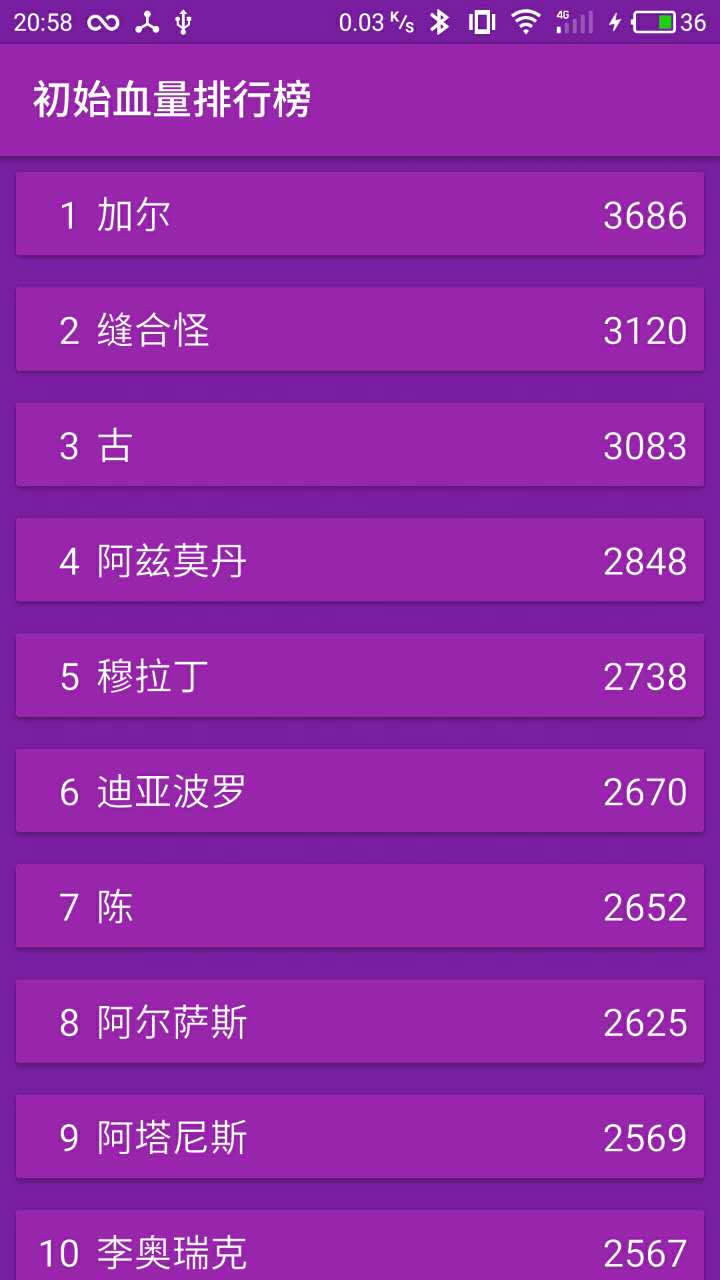 20:58 0.03 K/s 4G 36
初始血量排行榜
1 加尔 3686
2 缝合怪 3120
3 古 3083
4 阿兹莫丹 2848
5 穆拉丁 2738
6 迪亚波罗 2670
7 陈 2652
8 阿尔萨斯 2625
9 阿塔尼斯 2569
10 李奥瑞克 2567